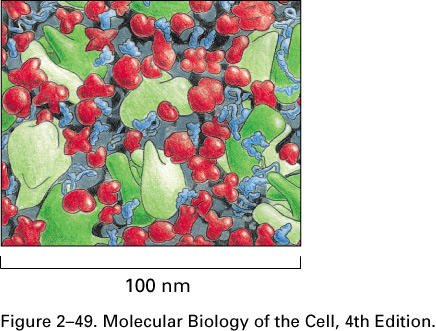 100 nm
Figure 2–49. Molecular Biology of the Cell, 4th Edition.